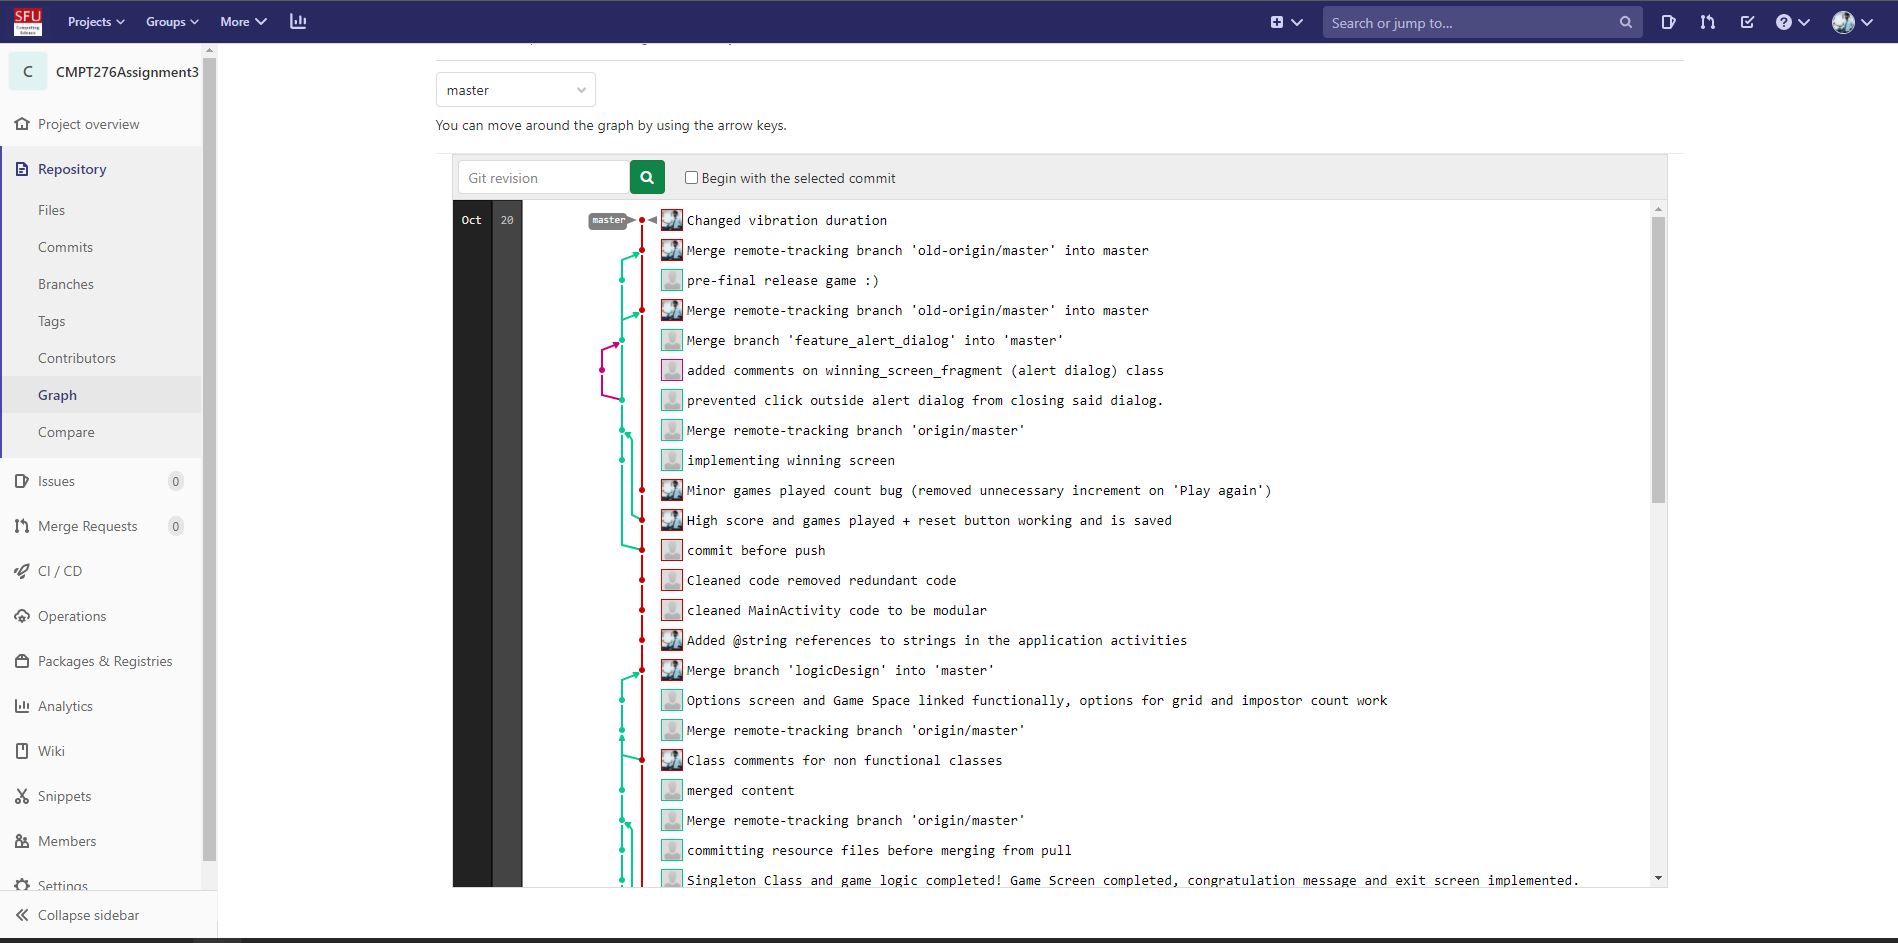 SFU
Computing
Science
Projects
Groups
More
Search or jump to...
C
CMPT276Assignment3
Project overview
Repository
Files
Commits
Branches
Tags
Contributors
Graph
Compare
Issues 0
Merge Requests 0
CI / CD
Operations
Packages & Registries
Analytics
Wiki
Snippets
Members
Settings
Collapse sidebar
master
You can move around the graph by using the arrow keys.
Git revision
Begin with the selected commit
Oct 20
master
Changed vibration duration
Merge remote-tracking branch 'old-origin/master' into master
pre-final release game :)
Merge remote-tracking branch 'old-origin/master' into master
Merge branch 'feature_alert_dialog' into 'master'
added comments on winning_screen_fragment (alert dialog) class
prevented click outside alert dialog from closing said dialog.
Merge remote-tracking branch 'origin/master'
implementing winning screen
Minor games played count bug (removed unnecessary increment on 'Play again')
High score and games played + reset button working and is saved
commit before push
Cleaned code removed redundant code
cleaned MainActivity code to be modular
Added @string references to strings in the application activities
Merge branch 'logicDesign' into 'master'
Options screen and Game Space linked functionally, options for grid and impostor count work
Merge remote-tracking branch 'origin/master'
Class comments for non functional classes
merged content
Merge remote-tracking branch 'origin/master'
committing resource files before merging from pull
Singleton Class and game logic completed! Game Screen completed, congratulation message and exit screen implemented.